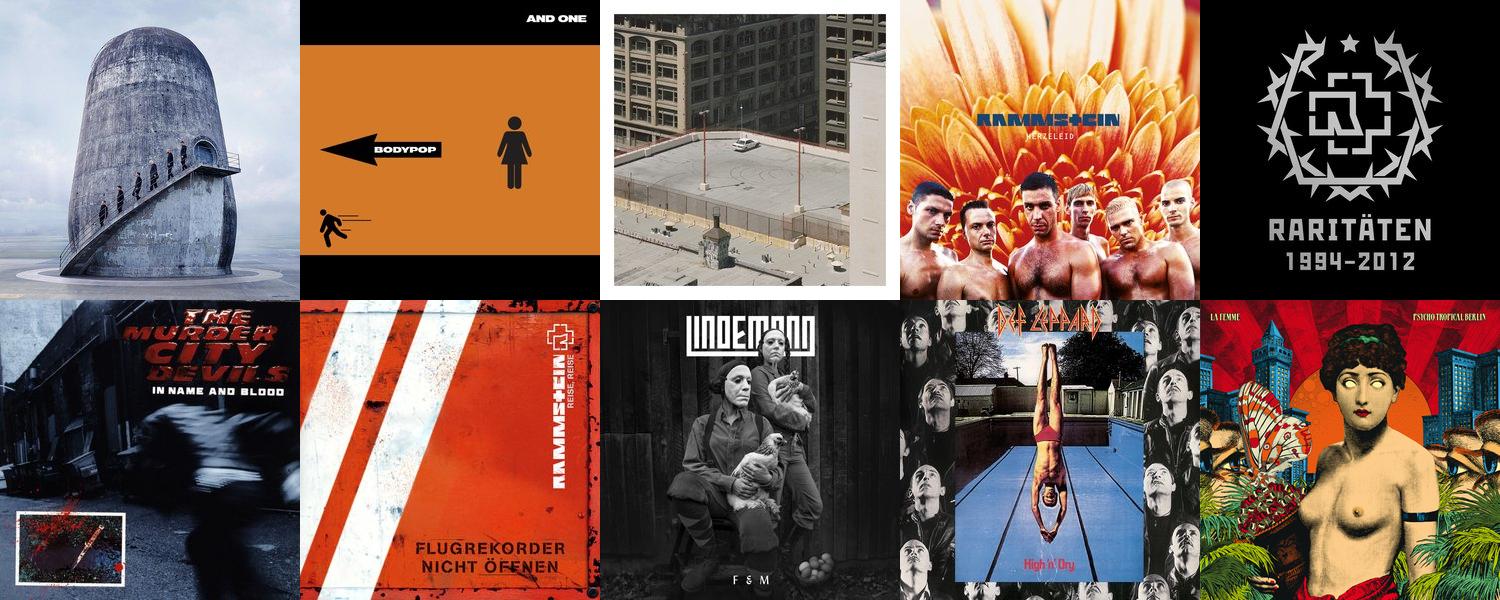 AND ONE
BODYPOP
RAMMSTEIN
HERZELEID
RARITÄTEN
1994-2012
THE
MURDER
CITY
DEVILS
IN NAME AND BLOOD
RAMMSTEIN
REISE, REISE
FLUGREKORDER
NICHT ÖFFNEN
LINDEMANN
F & M
DEF LEPPARD
High 'n' Dry
LA FEMME
PSYCHO TROPICAL BERLIN